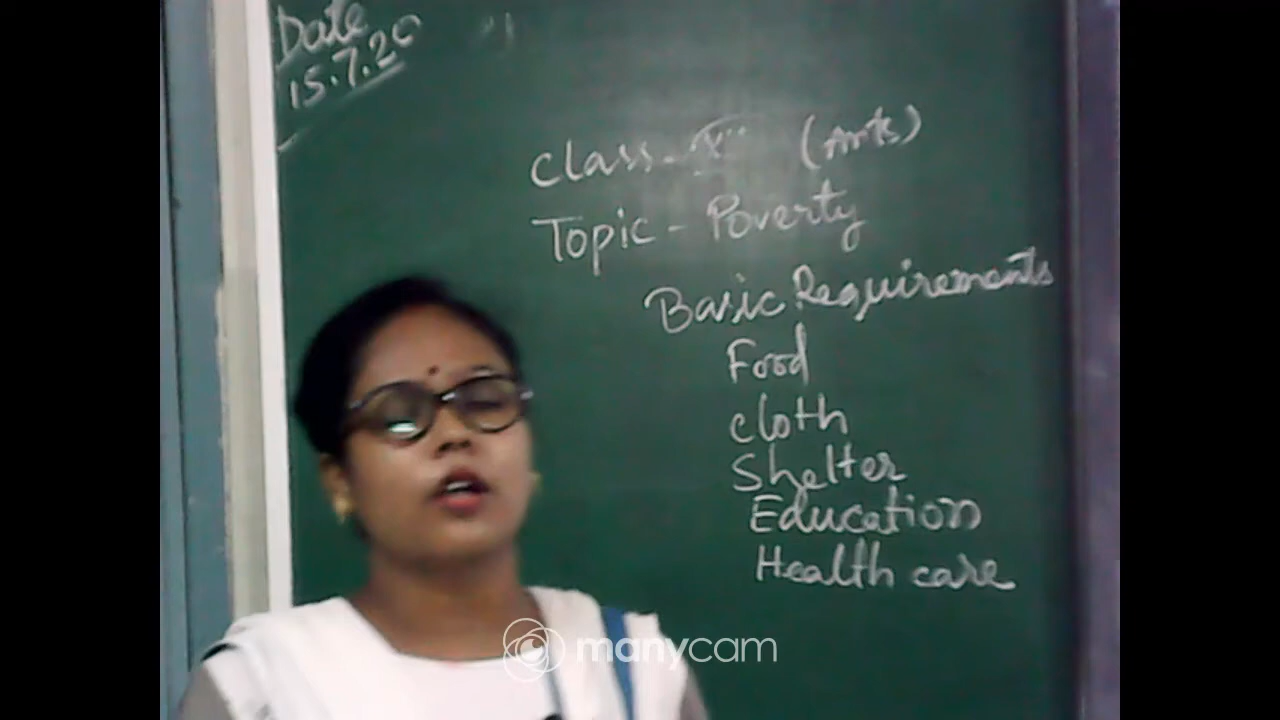 Date
15.7.20
Class - (Arts)
Topic - Poverty
Basic Requirements
Food
cloth
Shelter
Education
Health care
manycam